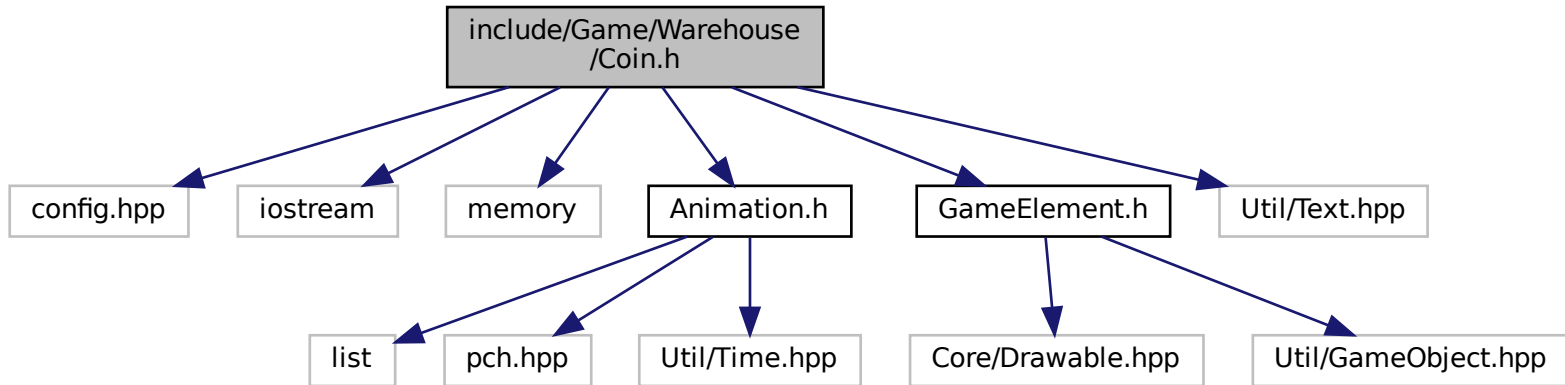 include/Game/Warehouse
/Coin.h
config.hpp
iostream
memory
Animation.h
GameElement.h
Util/Text.hpp
list
pch.hpp
Util/Time.hpp
Core/Drawable.hpp
Util/GameObject.hpp